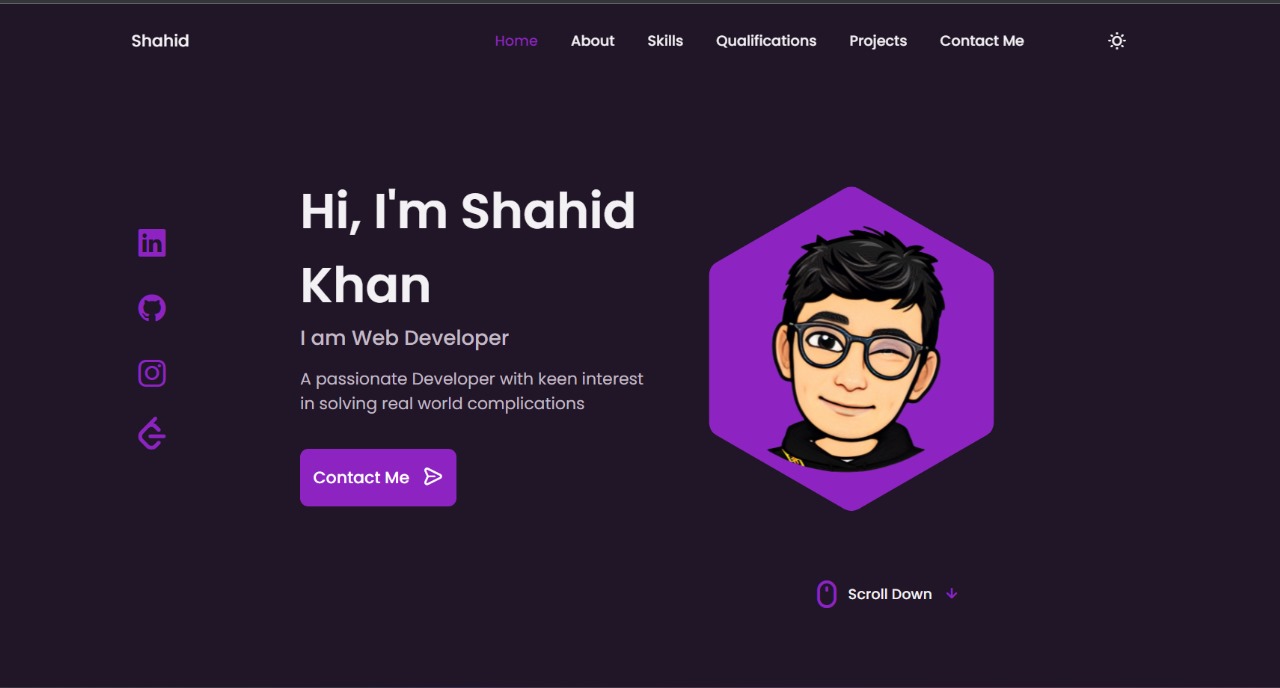 Shahid
Home
About
Skills
Qualifications
Projects
Contact Me
Hi, I'm Shahid
Khan
I am Web Developer
A passionate Developer with keen interest
in solving real world complications
Contact Me
Scroll Down
in